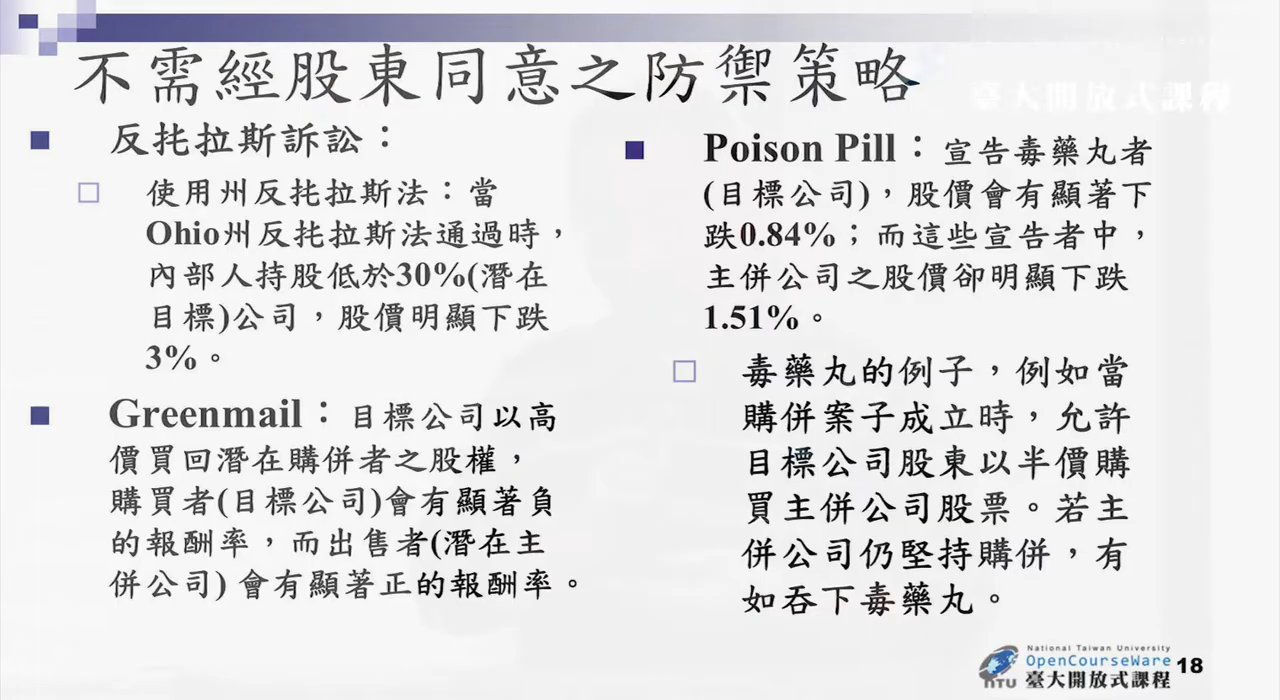 不需經股東同意之防禦策略
臺大開放式課程
反托拉斯訴訟：
使用州反托拉斯法：當
Ohio州反托拉斯法通過時，
內部人持股低於30%(潛在
目標)公司，股價明顯下跌
3%。
Greenmail：目標公司以高
價買回潛在購併者之股權，
購買者(目標公司)會有顯著負
的報酬率，而出售者(潛在主
併公司) 會有顯著正的報酬率。
Poison Pill：宣告毒藥丸者
(目標公司)，股價會有顯著下
跌0.84%；而這些宣告者中，
主併公司之股價卻明顯下跌
1.51%。
毒藥丸的例子，例如當
購併案子成立時，允許
目標公司股東以半價購
買主併公司股票。若主
併公司仍堅持購併，有
如吞下毒藥丸。
National Taiwan University
OpenCourseWare
NTU 臺大開放式課程
18